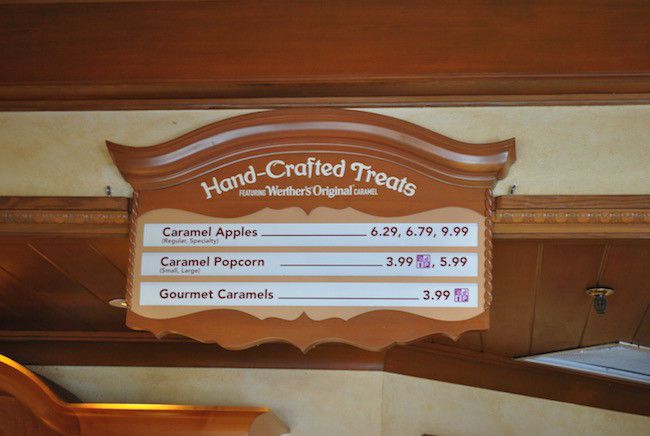 Hand-Crafted Treats
FEATURING Werther's Original CARAMEL
Caramel Apples 6.29, 6.79, 9.99
(Regular, Specialty)
Caramel Popcorn 3.99, 5.99
(Small, Large)
Gourmet Caramels 3.99